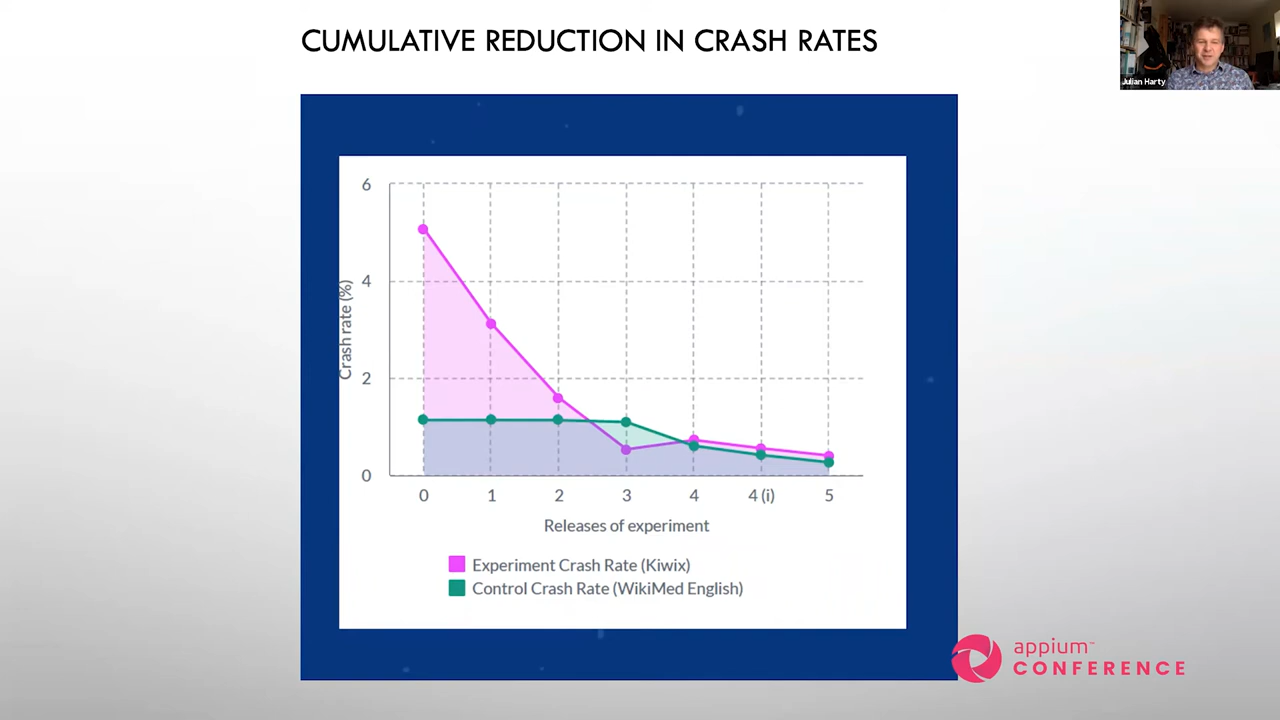 CUMULATIVE REDUCTION IN CRASH RATES
Julian Harty
6
4
2
0
Crash rate (%)
0 1 2 3 4 4 (i) 5
Releases of experiment
Experiment Crash Rate (Kiwix)
Control Crash Rate (WikiMed English)
appium™
CONFERENCE